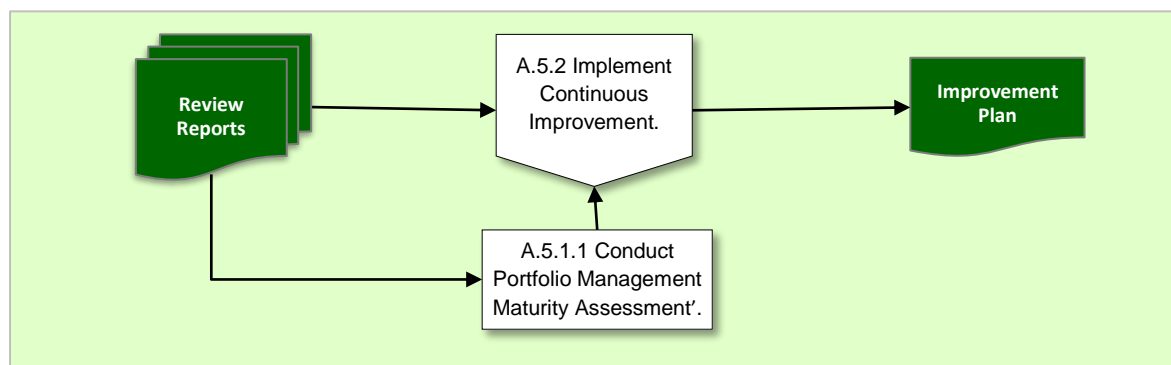 Review
Reports
A.5.2 Implement
Continuous
Improvement.
Improvement
Plan
A.5.1.1 Conduct
Portfolio Management
Maturity Assessment’.